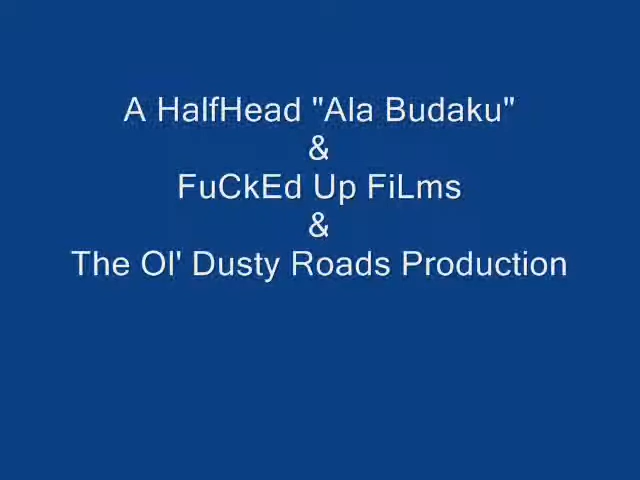 A HalfHead "Ala Budaku"
&
FuCkEd Up FiLms
&
The Ol' Dusty Roads Production